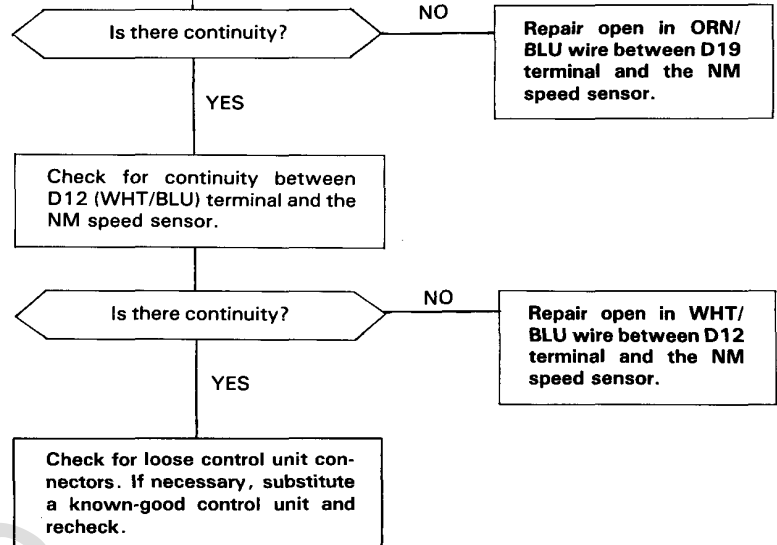 Is there continuity?
NO
Repair open in ORN/
BLU wire between D19
terminal and the NM
speed sensor.
YES
Check for continuity between
D12 (WHT/BLU) terminal and the
NM speed sensor.
Is there continuity?
NO
Repair open in WHT/
BLU wire between D12
terminal and the NM
speed sensor.
YES
Check for loose control unit con-
nectors. If necessary, substitute
a known-good control unit and
recheck.